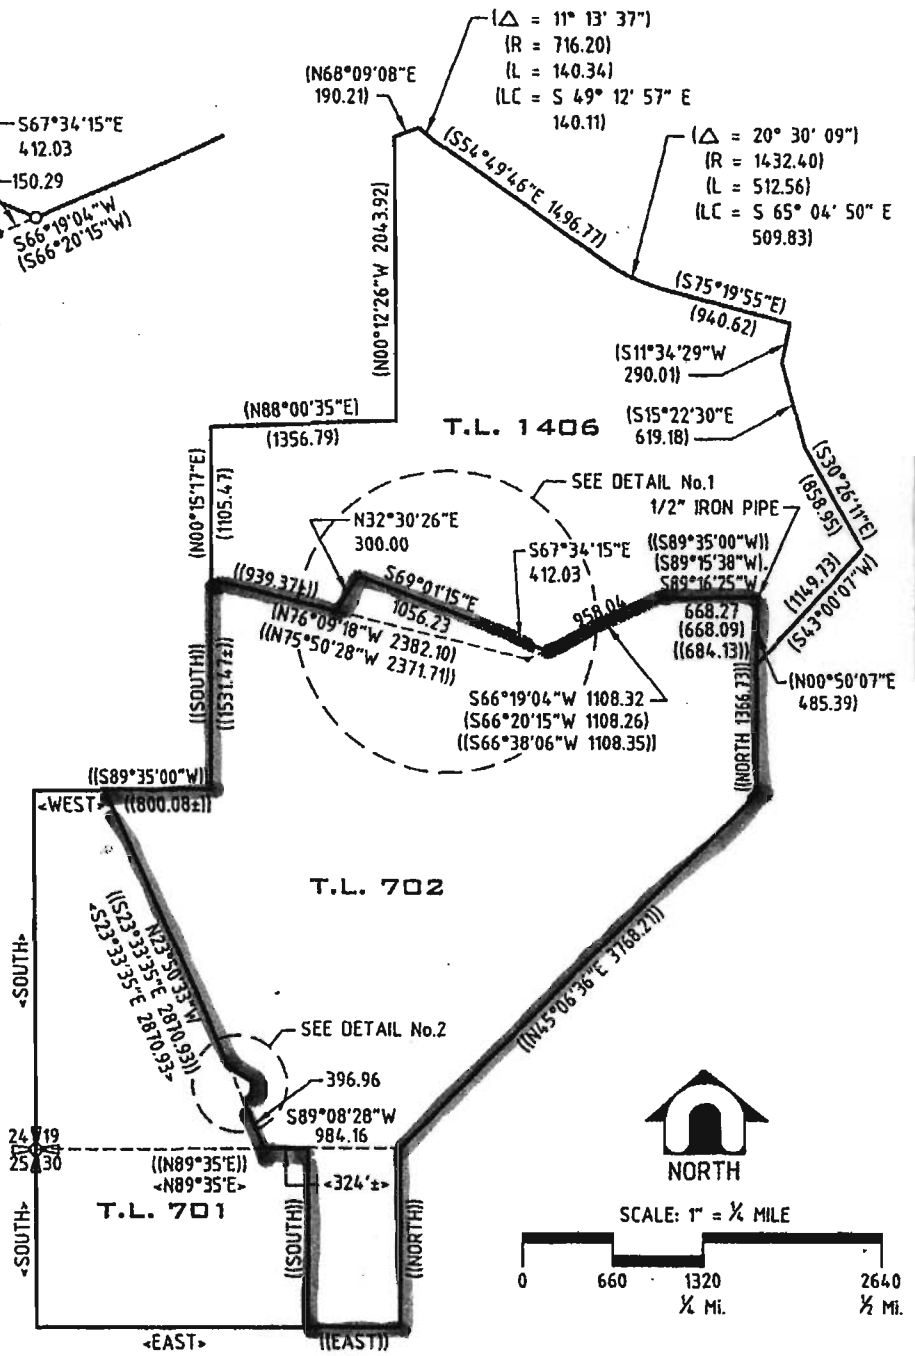 (Δ = 11° 13' 37")
(R = 716.20)
(L = 140.34)
(LC = S 49° 12' 57" E
140.11)
(N68°09'08"E
190.21)
S67°34'15"E
412.03
150.29
S66°19'04"W
(S66°20'15"W)
(S54°49'46"E 1496.77)
(Δ = 20° 30' 09")
(R = 1432.40)
(L = 512.56)
(LC = S 65° 04' 50" E
509.83)
(N00°12'26"W 2043.92)
(S75°19'55"E)
(940.62)
(S11°34'29"W
290.01)
(S15°22'30"E
619.18)
(N88°00'35"E)
(1356.79)
T.L. 1406
(S30°26'11"E)
(858.95)
(N00°15'17"E)
(1105.47)
SEE DETAIL No.1
1/2" IRON PIPE
N32°30'26"E
300.00
S67°34'15"E
412.03
((S89°35'00"W))
(S89°15'38"W).
S89°16'25"W
(1149.73)
(S43°00'07"W)
((939.37±))
S69°01'15"E
1056.23
958.04
668.27
(668.09)
((684.13))
(N76°09'18"W 2382.10)
((N75°50'28"W 2371.71))
((SOUTH))
((1531.47±))
S66°19'04"W 1108.32
(S66°20'15"W 1108.26)
((S66°38'06"W 1108.35))
((NORTH 1366.73))
(N00°50'07"E
485.39)
((S89°35'00"W))
<WEST>
((800.08±))
T.L. 702
N23°50'33"W
((S23°33'35"E 2870.93))
<S23°33'35"E 2870.93>
<SOUTH>
((N45°06'36"E 3768.21))
SEE DETAIL No.2
396.96
S89°08'28"W
984.16
24 19
25 30
((N89°35'E))
<N89°35'E>
<324'±>
T.L. 701
<SOUTH>
((SOUTH))
((NORTH))
<EAST>
((EAST))
NORTH
SCALE: 1" = ¼ MILE
0 660 1320 2640
¼ Mi. ½ Mi.